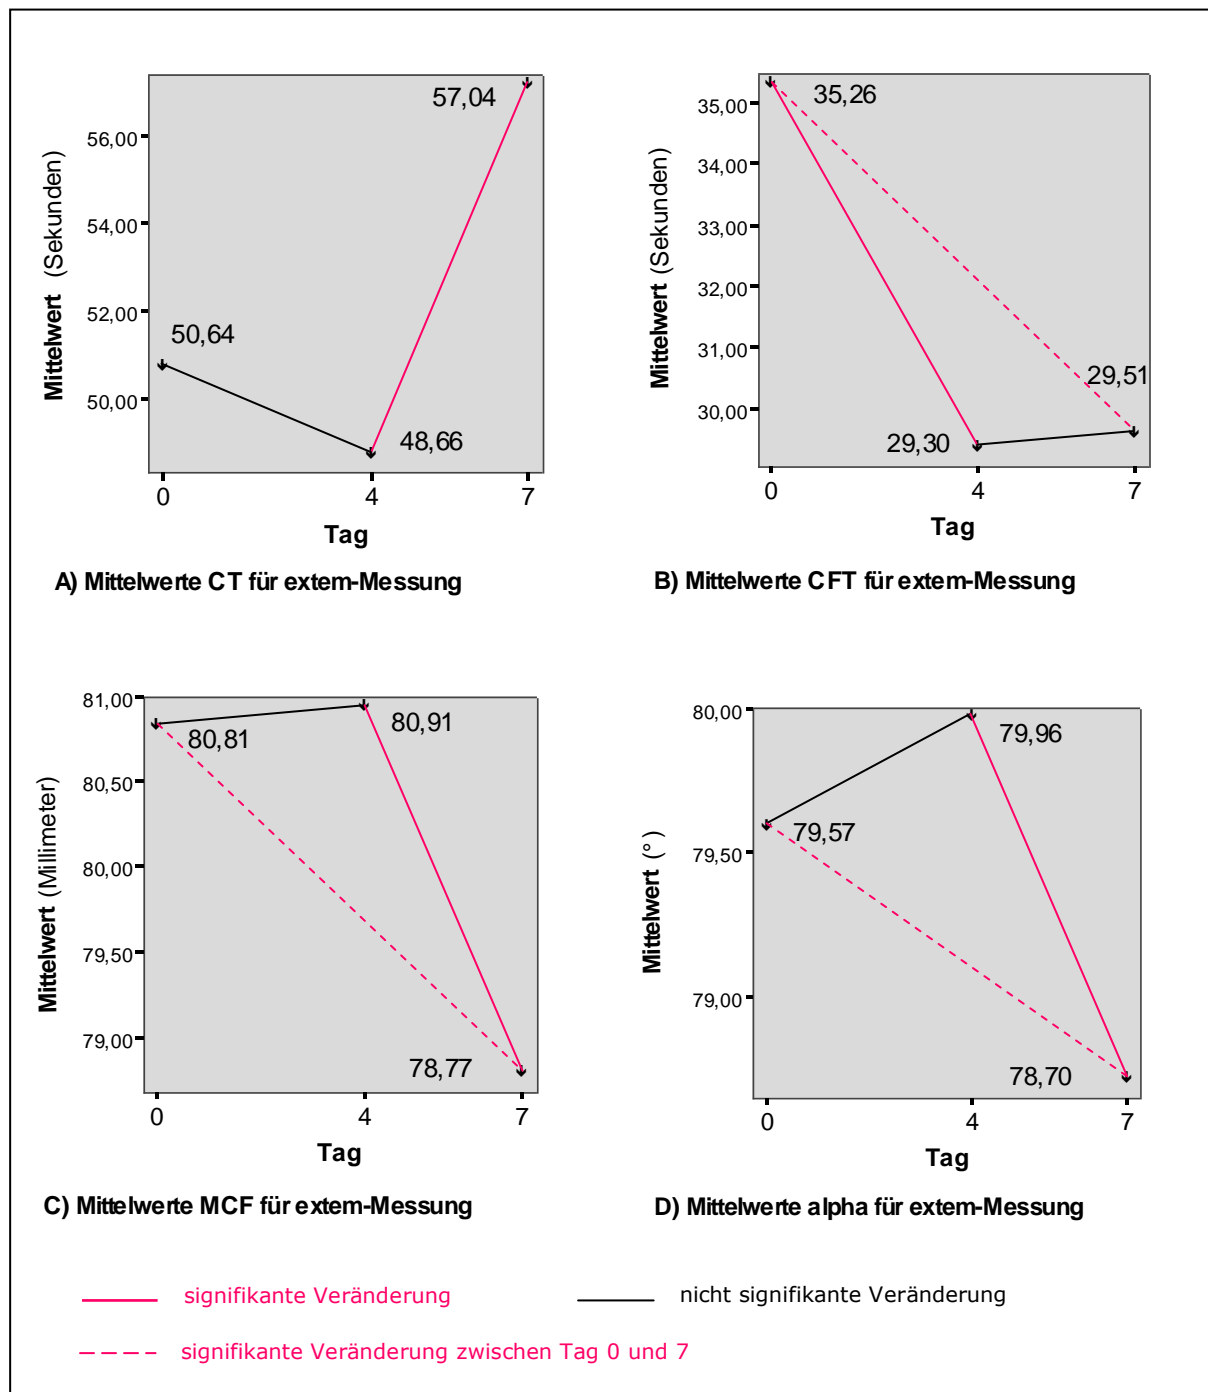 57,04
56,00
54,00
52,00
50,00
50,64
48,66
Mittelwert (Sekunden)
0 4 7
Tag
A) Mittelwerte CT für extem-Messung
35,26
35,00
34,00
33,00
32,00
31,00
30,00
29,51
29,30
Mittelwert (Sekunden)
0 4 7
Tag
B) Mittelwerte CFT für extem-Messung
81,00
80,50
80,00
79,50
79,00
80,81
80,91
78,77
Mittelwert (Millimeter)
0 4 7
Tag
C) Mittelwerte MCF für extem-Messung
80,00
79,50
79,00
79,96
79,57
78,70
Mittelwert (°)
0 4 7
Tag
D) Mittelwerte alpha für extem-Messung
signifikante Veränderung
nicht signifikante Veränderung
signifikante Veränderung zwischen Tag 0 und 7